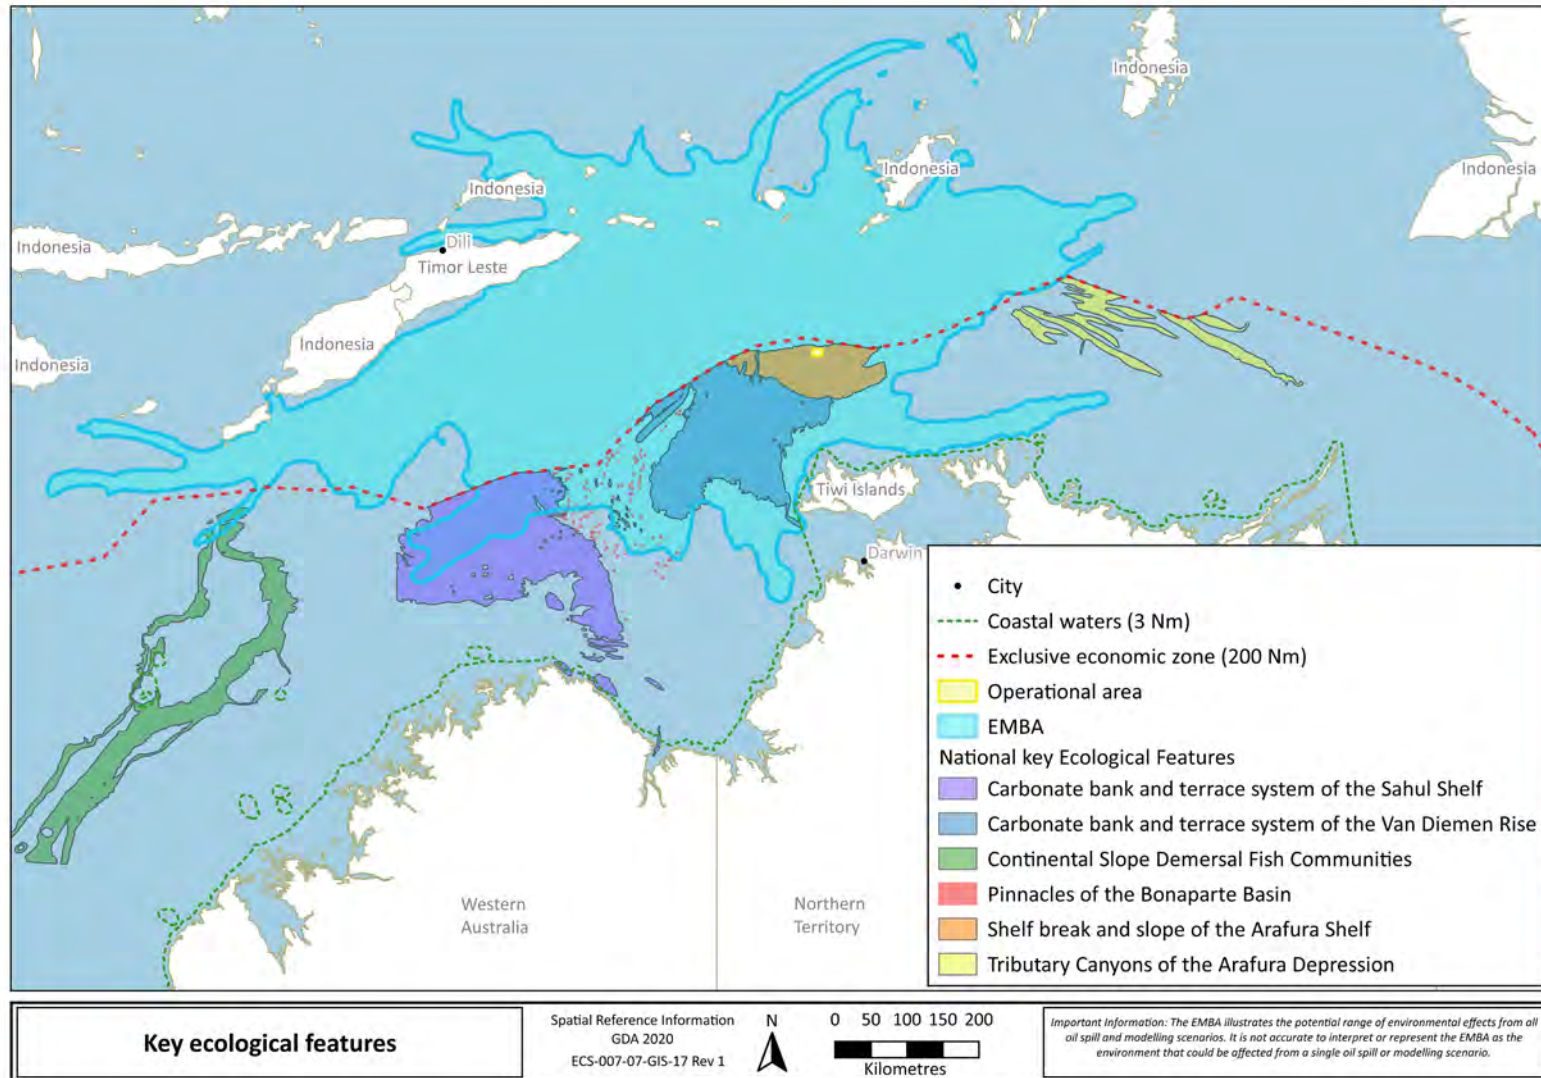 Indonesia
Indonesia
Indonesia
Indonesia
Indonesia
Dili
Timor Leste
Indonesia
Indonesia
Tiwi Islands
Darwin
Western
Australia
Northern
Territory
City
Coastal waters (3 Nm)
Exclusive economic zone (200 Nm)
Operational area
EMBA
National key Ecological Features
Carbonate bank and terrace system of the Sahul Shelf
Carbonate bank and terrace system of the Van Diemen Rise
Continental Slope Demersal Fish Communities
Pinnacles of the Bonaparte Basin
Shelf break and slope of the Arafura Shelf
Tributary Canyons of the Arafura Depression
Key ecological features
Spatial Reference Information
GDA 2020
ECS-007-07-GIS-17 Rev 1
N
0 50 100 150 200
Kilometres
Important Information: The EMBA illustrates the potential range of environmental effects from all
oil spill and modelling scenarios. It is not accurate to interpret or represent the EMBA as the
environment that could be affected from a single oil spill or modelling scenario.